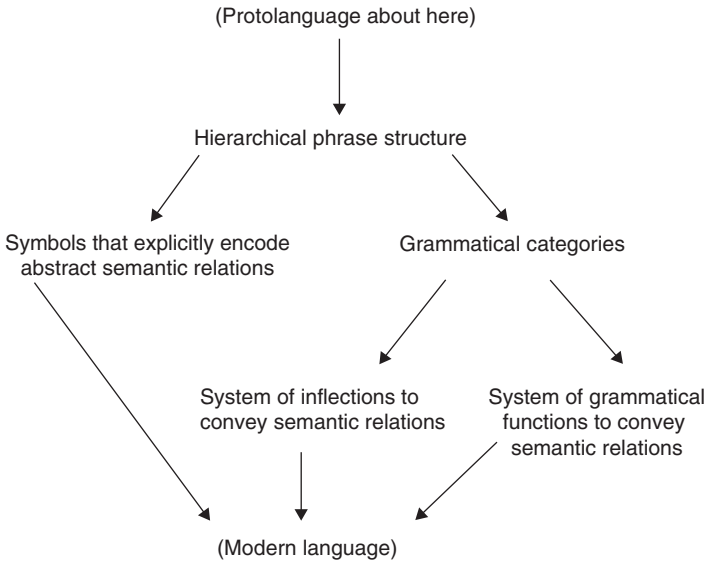 (Protolanguage about here)
Hierarchical phrase structure
Symbols that explicitly encode
abstract semantic relations
Grammatical categories
System of inflections to
convey semantic relations
System of grammatical
functions to convey
semantic relations
(Modern language)